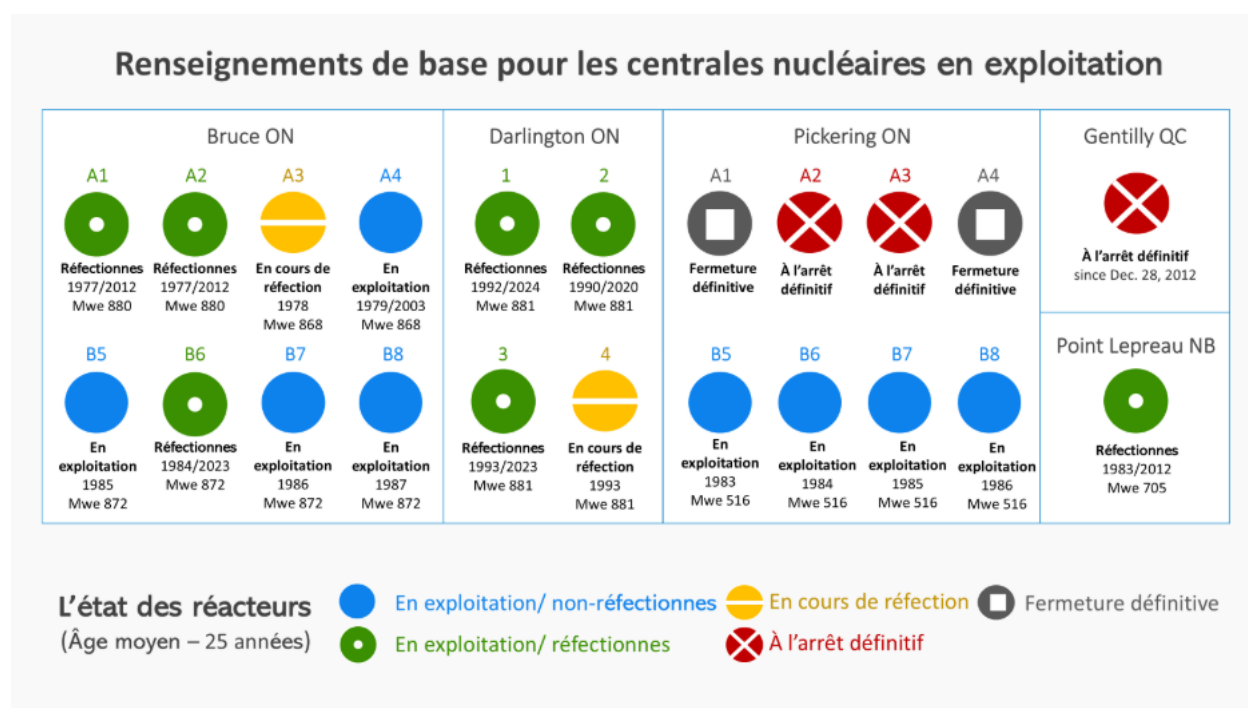 Renseignements de base pour les centrales nucléaires en exploitation
Bruce ON
A1
Réfectionnes
1977/2012
Mwe 880
A2
Réfectionnes
1977/2012
Mwe 880
A3
En cours de
réfection
1978
Mwe 868
A4
En
exploitation
1979/2003
Mwe 868
B5
En
exploitation
1985
Mwe 872
B6
Réfectionnes
1984/2023
Mwe 872
B7
En
exploitation
1986
Mwe 872
B8
En
exploitation
1987
Mwe 872
Darlington ON
1
Réfectionnes
1992/2024
Mwe 881
2
Réfectionnes
1990/2020
Mwe 881
3
Réfectionnes
1993/2023
Mwe 881
4
En cours de
réfection
1993
Mwe 881
Pickering ON
A1
Fermeture
définitive
A2
À l’arrêt
définitif
A3
À l’arrêt
définitif
A4
Fermeture
définitive
B5
En
exploitation
1983
Mwe 516
B6
En
exploitation
1984
Mwe 516
B7
En
exploitation
1985
Mwe 516
B8
En
exploitation
1986
Mwe 516
Gentilly QC
À l’arrêt définitif
since Dec. 28, 2012
Point Lepreau NB
Réfectionnes
1983/2012
Mwe 705
L’état des réacteurs
(Âge moyen – 25 années)
En exploitation/ non-réfectionnes
En exploitation/ réfectionnes
En cours de réfection
À l’arrêt définitif
Fermeture définitive